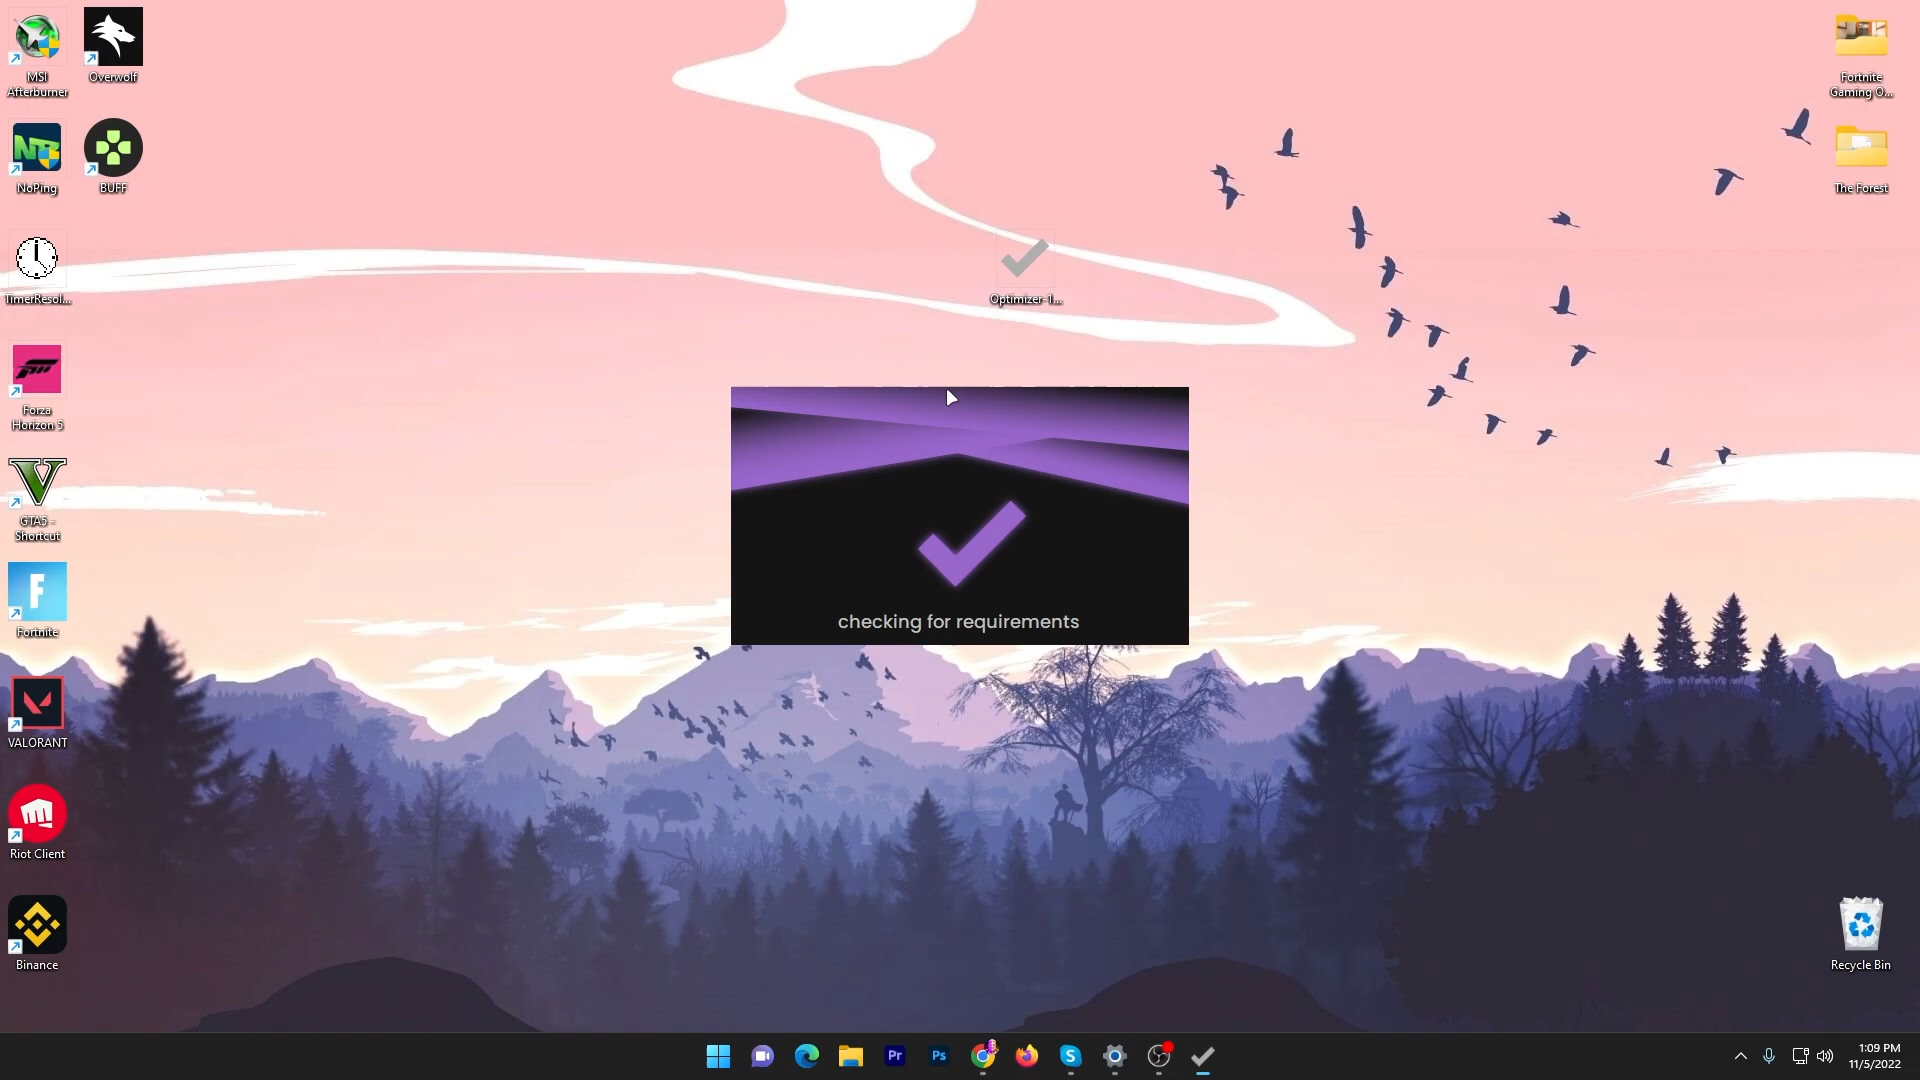 MSI
Afterburner
Overwolf
NoPing
BUFF
TimerResol...
Forza
Horizon 5
GTA5 -
Shortcut
Fortnite
VALORANT
Riot Client
Binance
Optimizer-1...
checking for requirements
Fortnite
Gaming O...
The Forest
Recycle Bin
Pr
Ps
1:09 PM
11/5/2022